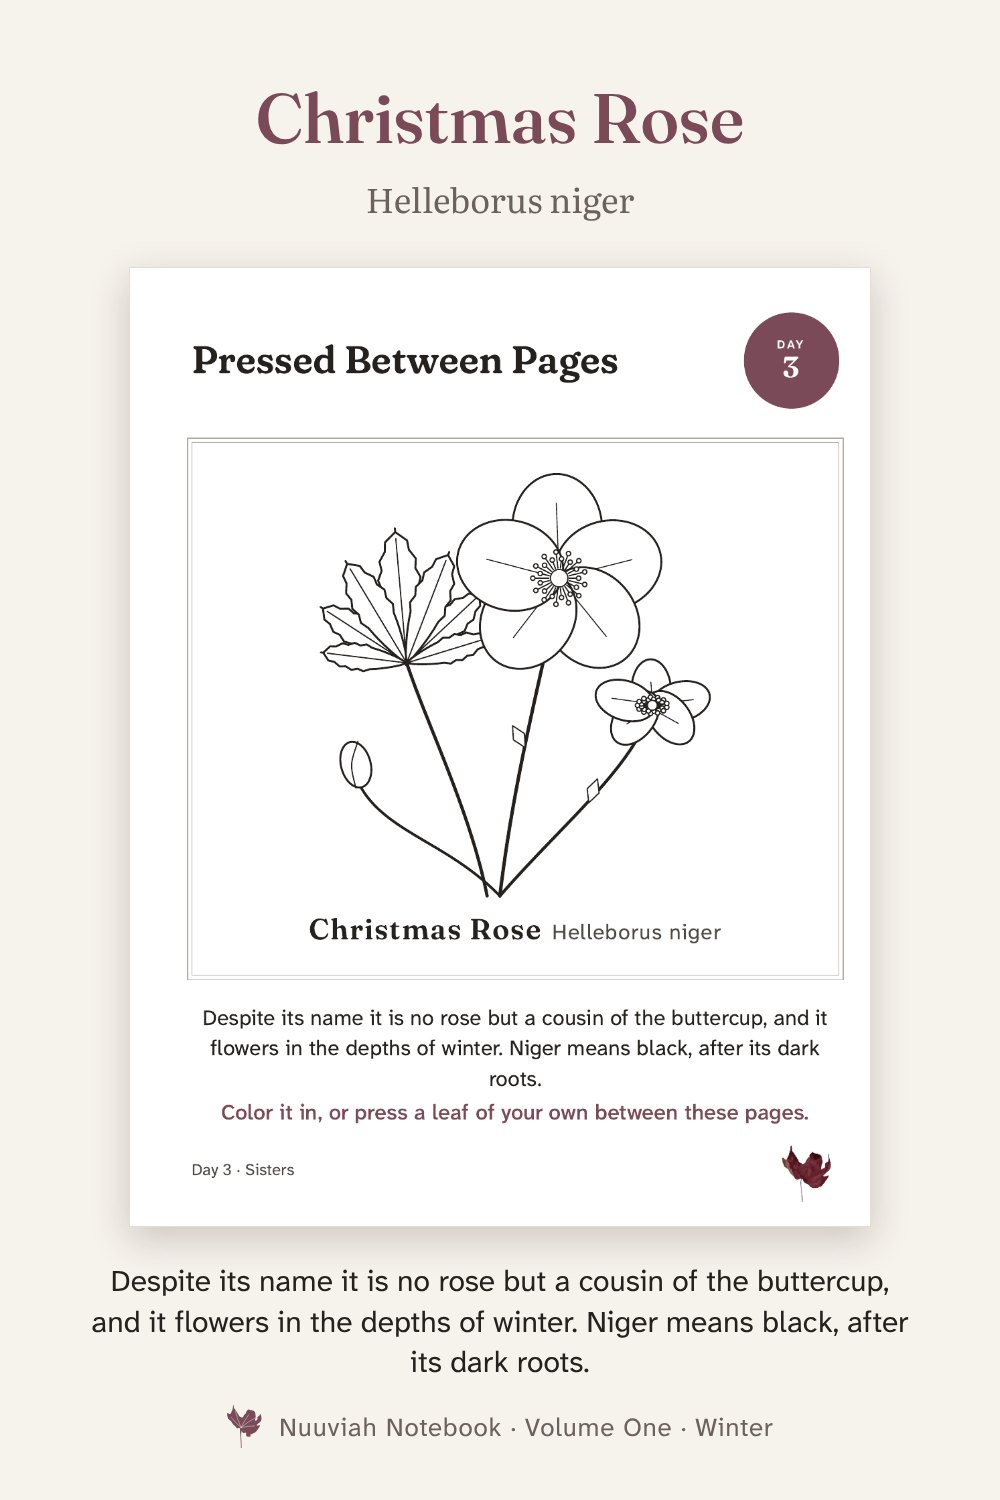 Christmas Rose
Helleborus niger
Pressed Between Pages
DAY
3
Christmas Rose Helleborus niger
Despite its name it is no rose but a cousin of the buttercup, and it
flowers in the depths of winter. Niger means black, after its dark
roots.
Color it in, or press a leaf of your own between these pages.
Day 3 · Sisters
Despite its name it is no rose but a cousin of the buttercup,
and it flowers in the depths of winter. Niger means black, after
its dark roots.
Nuuviah Notebook · Volume One · Winter